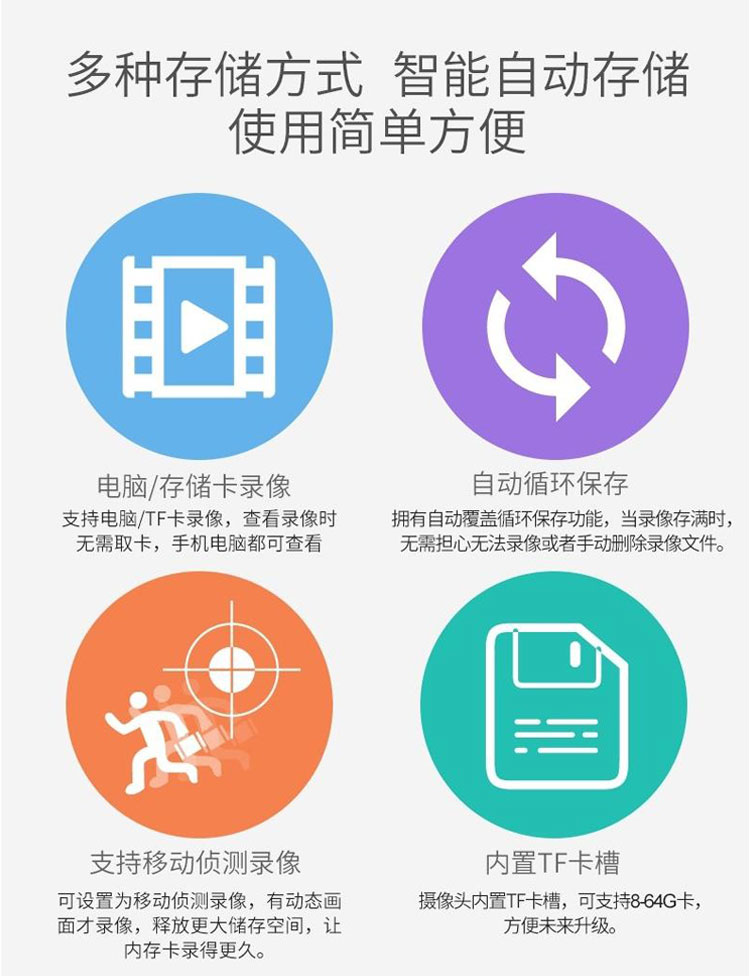 多种存储方式 智能自动存储
使用简单方便
电脑/存储卡录像
支持电脑/TF卡录像，查看录像时
无需取卡，手机电脑都可查看
自动循环保存
拥有自动覆盖循环保存功能，当录像存满时，
无需担心无法录像或者手动删除录像文件。
支持移动侦测录像
可设置为移动侦测录像，有动态画
面才录像，释放更大储存空间，让
内存卡录得更久。
内置TF卡槽
摄像头内置TF卡槽，可支持8-64G卡，
方便未来升级。